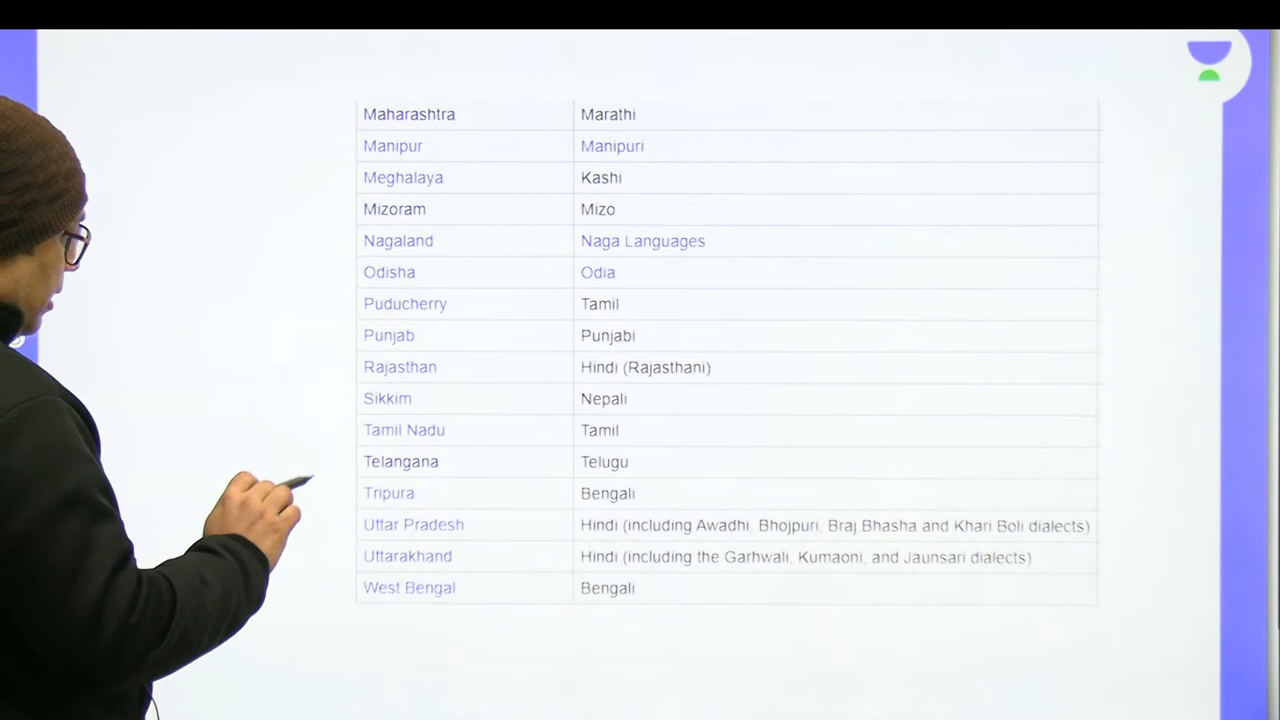 Maharashtra Marathi
Manipur Manipuri
Meghalaya Kashi
Mizoram Mizo
Nagaland Naga Languages
Odisha Odia
Puducherry Tamil
Punjab Punjabi
Rajasthan Hindi (Rajasthani)
Sikkim Nepali
Tamil Nadu Tamil
Telangana Telugu
Tripura Bengali
Uttar Pradesh Hindi (including Awadhi, Bhojpuri, Braj Bhasha and Khari Boli dialects)
Uttarakhand Hindi (including the Garhwali, Kumaoni, and Jaunsari dialects)
West Bengal Bengali